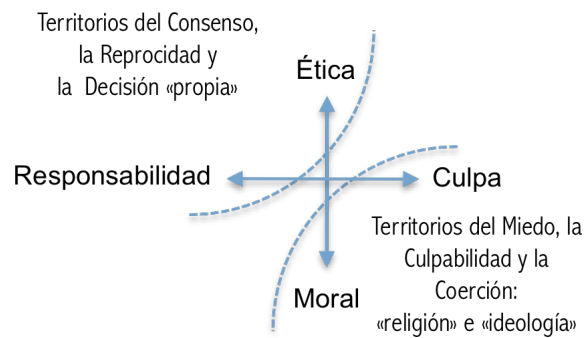 Territorios del Consenso,
la Reprocidad y
la Decisión «propia»
Ética
Responsabilidad
Culpa
Territorios del Miedo, la
Culpabilidad y la
Coerción:
«religión» e «ideología»
Moral